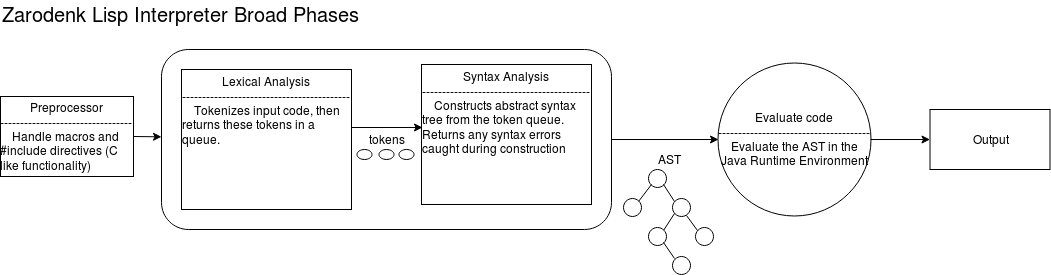 Zarodenk Lisp Interpreter Broad Phases
Preprocessor
Handle macros and
#include directives (C
like functionality)
Lexical Analysis
Tokenizes input code, then
returns these tokens in a
queue.
tokens
Syntax Analysis
Constructs abstract syntax
tree from the token queue.
Returns any syntax errors
caught during construction
AST
Evaluate code
Evaluate the AST in the
Java Runtime Environment
Output